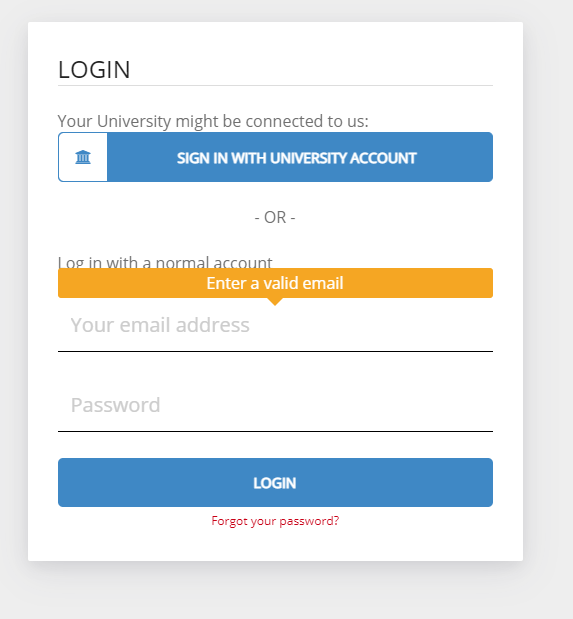 LOGIN
Your University might be connected to us:
SIGN IN WITH UNIVERSITY ACCOUNT
- OR -
Log in with a normal account
Enter a valid email
Your email address
Password
LOGIN
Forgot your password?